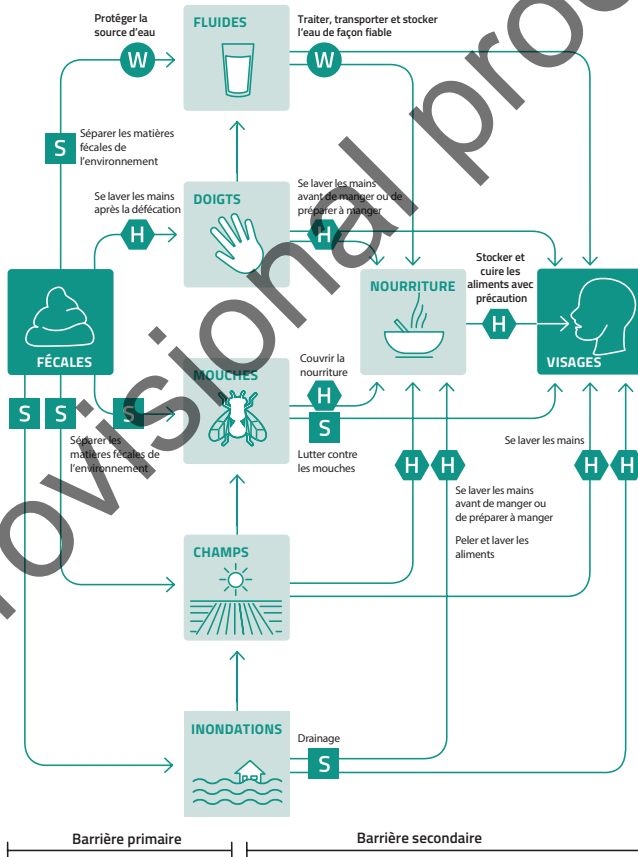 Protéger la
source d'eau
W
FLUIDES
Traiter, transporter et stocker
l'eau de façon fiable
W
S
Séparer les matières
fécales de
l'environnement
Se laver les mains
après la défécation
H
DOIGTS
Se laver les mains
avant de manger ou de
préparer à manger
H
FÉCALES
NOURRITURE
Stocker et
cuire les
aliments avec
précaution
H
VISAGES
S
S
S
Séparer les
matières fécales de
l'environnement
MOUCHES
Couvrir la
nourriture
H
S
Lutter contre
les mouches
H
H
Se laver les mains
avant de manger ou
de préparer à manger
Peler et laver les
aliments
Se laver les mains
H
H
CHAMPS
INONDATIONS
Drainage
S
Barrière primaire
Barrière secondaire